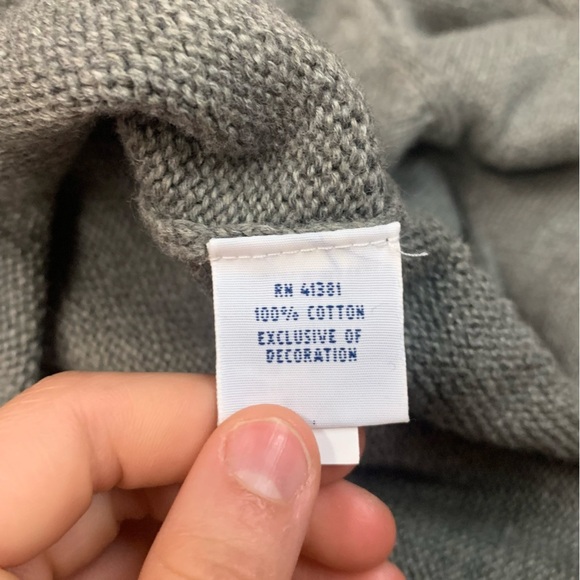 RN 41381
100% COTTON
EXCLUSIVE OF
DECORATION